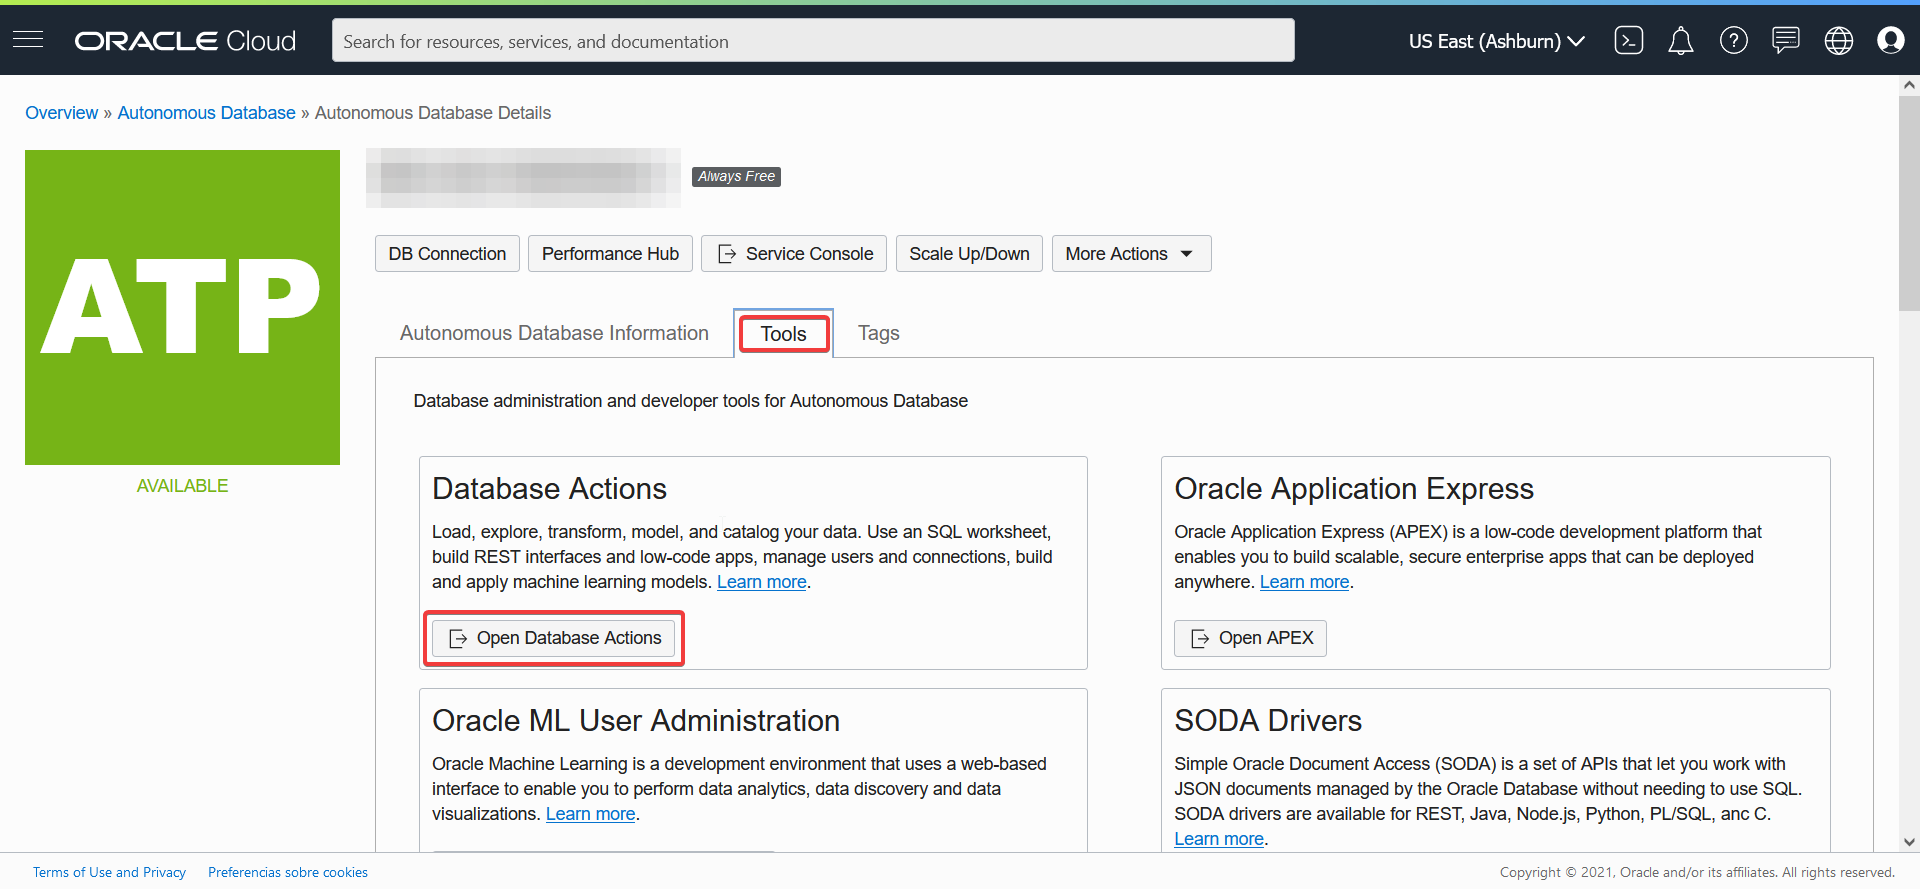 ORACLE Cloud
Search for resources, services, and documentation
US East (Ashburn)
Overview » Autonomous Database » Autonomous Database Details
ATP
AVAILABLE
Always Free
DB Connection
Performance Hub
Service Console
Scale Up/Down
More Actions
Autonomous Database Information
Tools
Tags
Database administration and developer tools for Autonomous Database
Database Actions
Load, explore, transform, model, and catalog your data. Use an SQL worksheet,
build REST interfaces and low-code apps, manage users and connections, build
and apply machine learning models. Learn more.
Open Database Actions
Oracle Application Express
Oracle Application Express (APEX) is a low-code development platform that
enables you to build scalable, secure enterprise apps that can be deployed
anywhere. Learn more.
Open APEX
Oracle ML User Administration
Oracle Machine Learning is a development environment that uses a web-based
interface to enable you to perform data analytics, data discovery and data
visualizations. Learn more.
SODA Drivers
Simple Oracle Document Access (SODA) is a set of APIs that let you work with
JSON documents managed by the Oracle Database without needing to use SQL.
SODA drivers are available for REST, Java, Node.js, Python, PL/SQL, anc C.
Learn more.
Terms of Use and Privacy
Preferencias sobre cookies
Copyright © 2021, Oracle and/or its affiliates. All rights reserved.